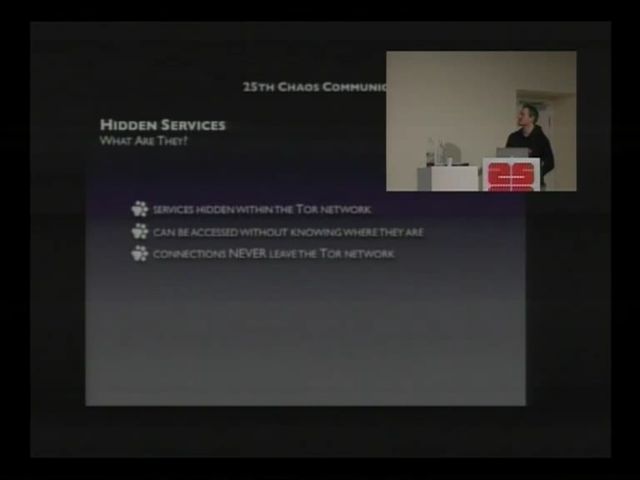 25TH CHAOS COMMUNIC
HIDDEN SERVICES
WHAT ARE THEY?
SERVICES HIDDEN WITHIN THE TOR NETWORK
CAN BE ACCESSED WITHOUT KNOWING WHERE THEY ARE
CONNECTIONS NEVER LEAVE THE TOR NETWORK